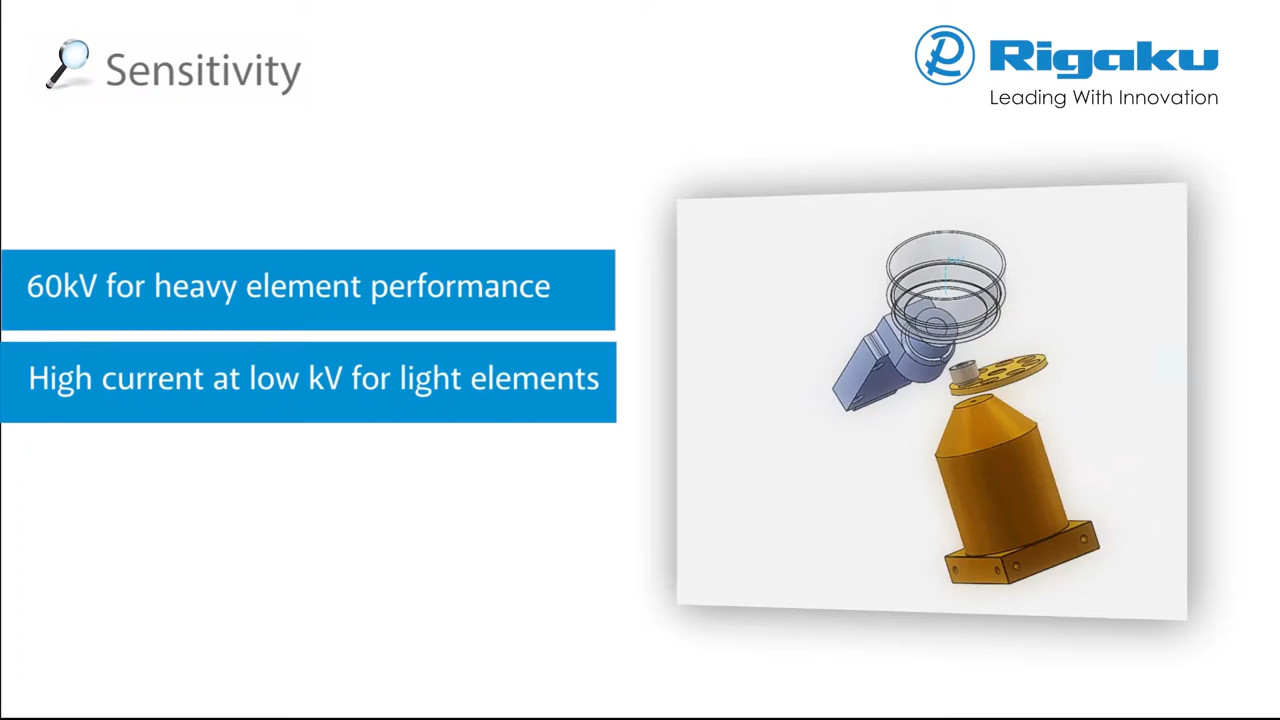 Sensitivity
Rigaku
Leading With Innovation
60kV for heavy element performance
High current at low kV for light elements